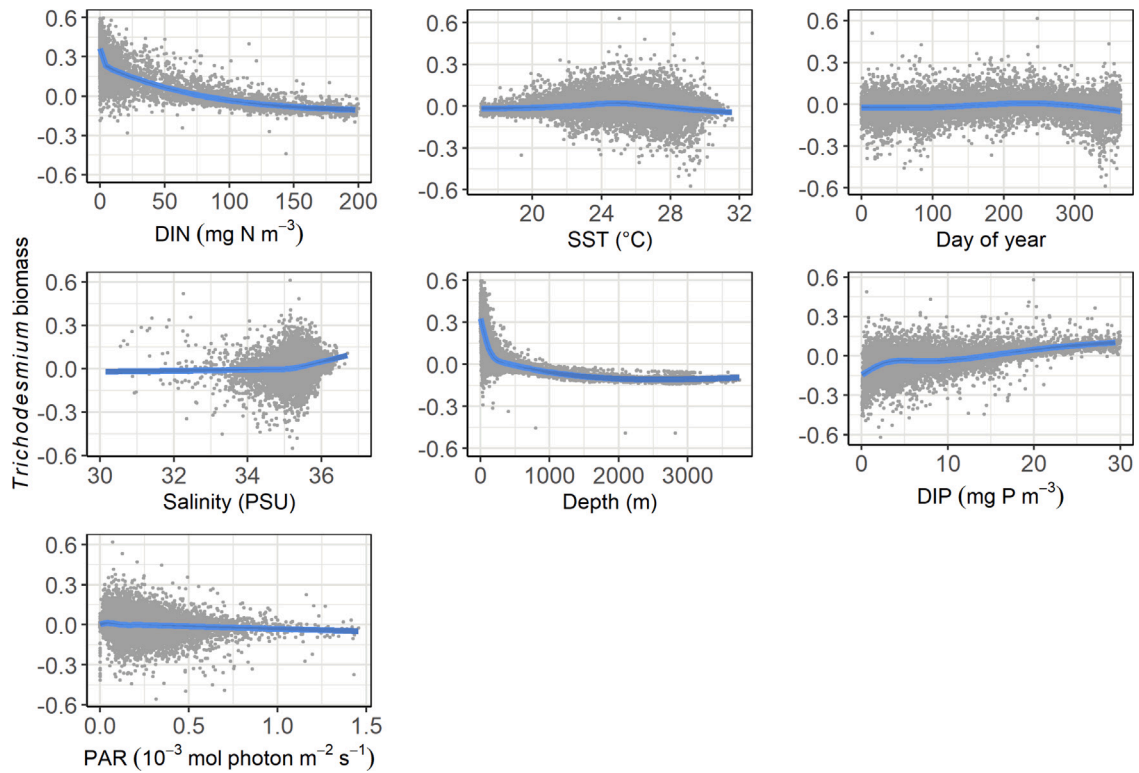 Trichodesmium biomass
0.6
0.3
0.0
-0.3
-0.6
0 50 100 150 200
DIN (mg N m⁻³)
0.6
0.3
0.0
-0.3
-0.6
20 24 28 32
SST (°C)
0.6
0.3
0.0
-0.3
-0.6
0 100 200 300
Day of year
0.6
0.3
0.0
-0.3
-0.6
30 32 34 36
Salinity (PSU)
0.6
0.3
0.0
-0.3
-0.6
0 1000 2000 3000
Depth (m)
0.6
0.3
0.0
-0.3
-0.6
0 10 20 30
DIP (mg P m⁻³)
0.6
0.3
0.0
-0.3
-0.6
0.0 0.5 1.0 1.5
PAR (10⁻³ mol photon m⁻² s⁻¹)